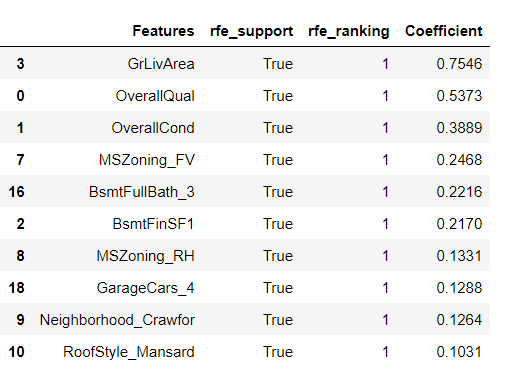 Features rfe_support rfe_ranking Coefficient
3 GrLivArea True 1 0.7546
0 OverallQual True 1 0.5373
1 OverallCond True 1 0.3889
7 MSZoning_FV True 1 0.2468
16 BsmtFullBath_3 True 1 0.2216
2 BsmtFinSF1 True 1 0.2170
8 MSZoning_RH True 1 0.1331
18 GarageCars_4 True 1 0.1288
9 Neighborhood_Crawfor True 1 0.1264
10 RoofStyle_Mansard True 1 0.1031